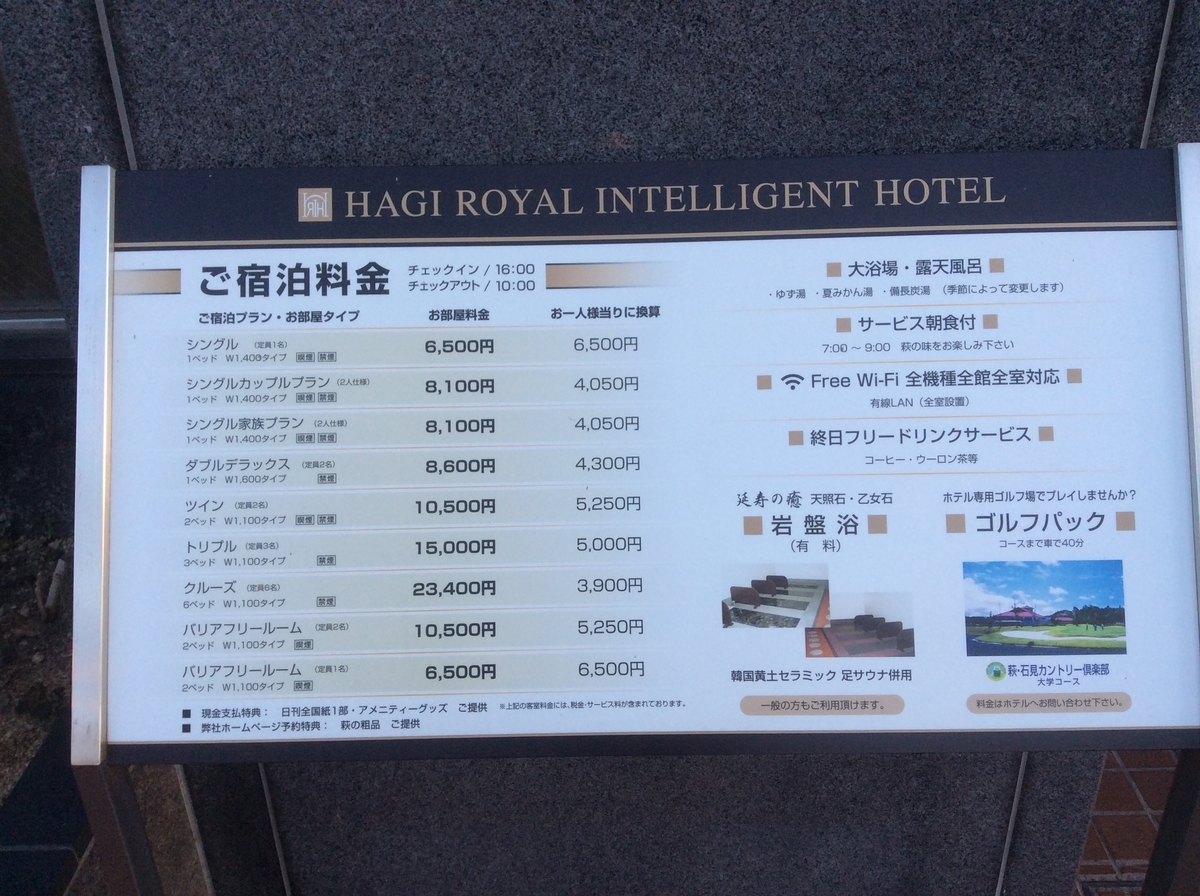 HAGI ROYAL INTELLIGENT HOTEL
ご宿泊料金
チェックイン / 16:00
チェックアウト / 10:00
ご宿泊プラン・お部屋タイプ お部屋料金 お一人様当りに換算
シングル (定員1名) 6,500円 6,500円
1ベッド W1,400タイプ 喫煙 禁煙
シングルカップルプラン (2人仕様) 8,100円 4,050円
1ベッド W1,400タイプ 喫煙 禁煙
シングル家族プラン (2人仕様) 8,100円 4,050円
1ベッド W1,400タイプ 喫煙 禁煙
ダブルデラックス (定員2名) 8,600円 4,300円
1ベッド W1,600タイプ 禁煙
ツイン (定員2名) 10,500円 5,250円
2ベッド W1,100タイプ 喫煙 禁煙
トリプル (定員3名) 15,000円 5,000円
3ベッド W1,100タイプ 禁煙
クルーズ (定員6名) 23,400円 3,900円
6ベッド W1,100タイプ 禁煙
バリアフリールーム (定員2名) 10,500円 5,250円
2ベッド W1,100タイプ 喫煙
バリアフリールーム (定員1名) 6,500円 6,500円
2ベッド W1,100タイプ 喫煙
■ 現金支払特典： 日刊全国紙1部・アメニティーグッズ ご提供 ※上記の客室料金には、税金・サービス料が含まれております。
■ 弊社ホームページ予約特典： 萩の粗品 ご提供
大浴場・露天風呂
・ゆず湯 ・夏みかん湯 ・備長炭湯 (季節によって変更します)
サービス朝食付
7:00 〜 9:00 萩の味をお楽しみ下さい
Free Wi-Fi 全機種全館全室対応
有線LAN（全室設置）
終日フリードリンクサービス
コーヒー・ウーロン茶等
延寿の癒 天照石・乙女石
岩盤浴
（有 料）
韓国黄土セラミック 足サウナ併用
一般の方もご利用頂けます。
ホテル専用ゴルフ場でプレイしませんか？
ゴルフパック
コースまで車で40分
萩・石見カントリー倶楽部
大学コース
料金はホテルへお問い合わせ下さい。